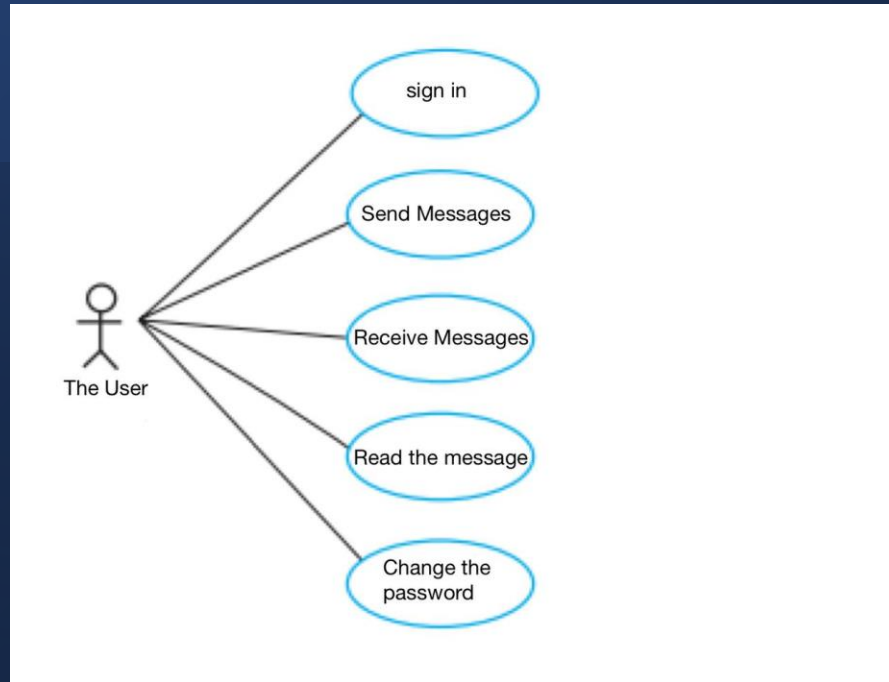 sign in
Send Messages
Receive Messages
The User
Read the message
Change the
password